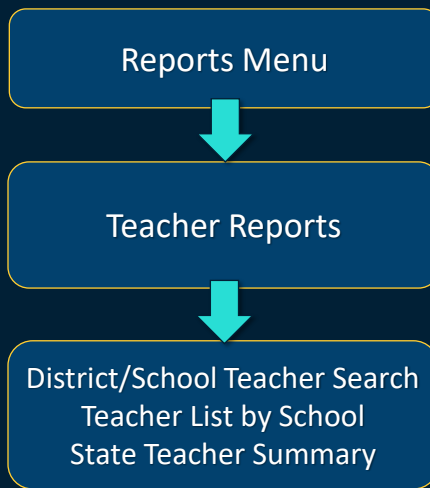 Reports Menu
Teacher Reports
District/School Teacher Search
Teacher List by School
State Teacher Summary